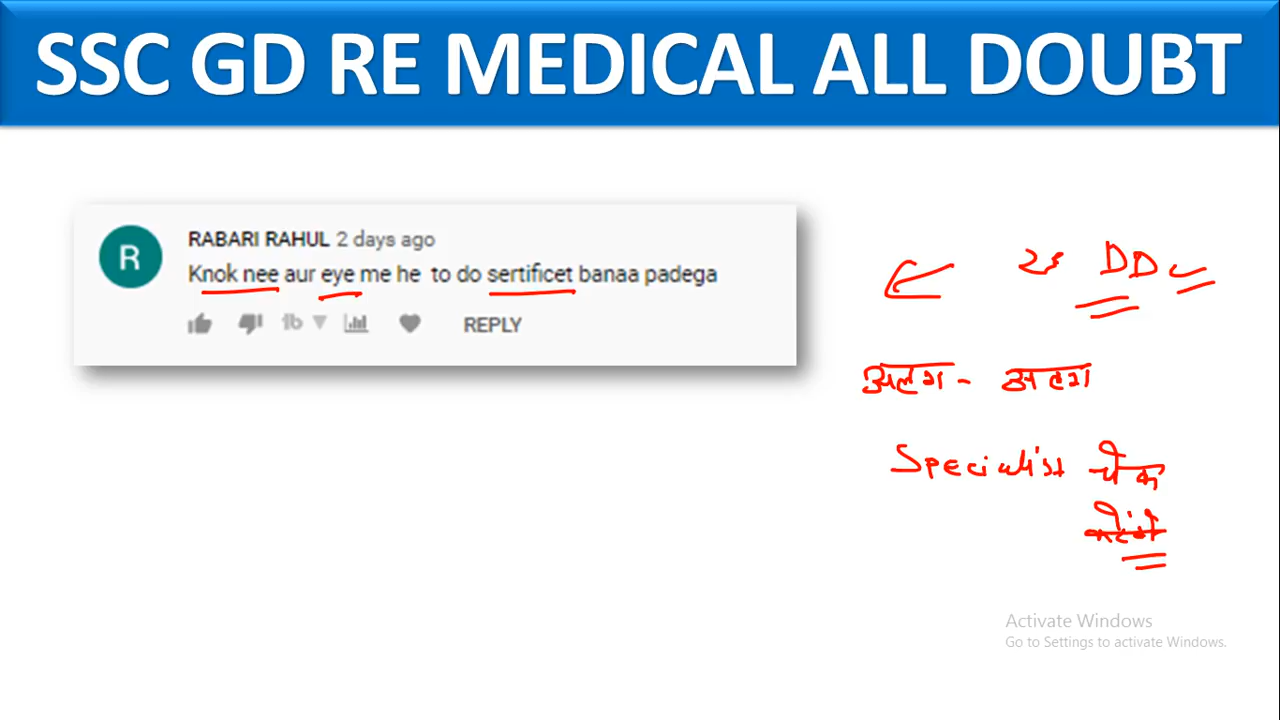 SSC GD RE MEDICAL ALL DOUBT
R
RABARI RAHUL 2 days ago
Knok nee aur eye me he to do sertificet banaa padega
REPLY
DD
अलग - अलग
Specialist चेक
करेंगे
Activate Windows
Go to Settings to activate Windows.